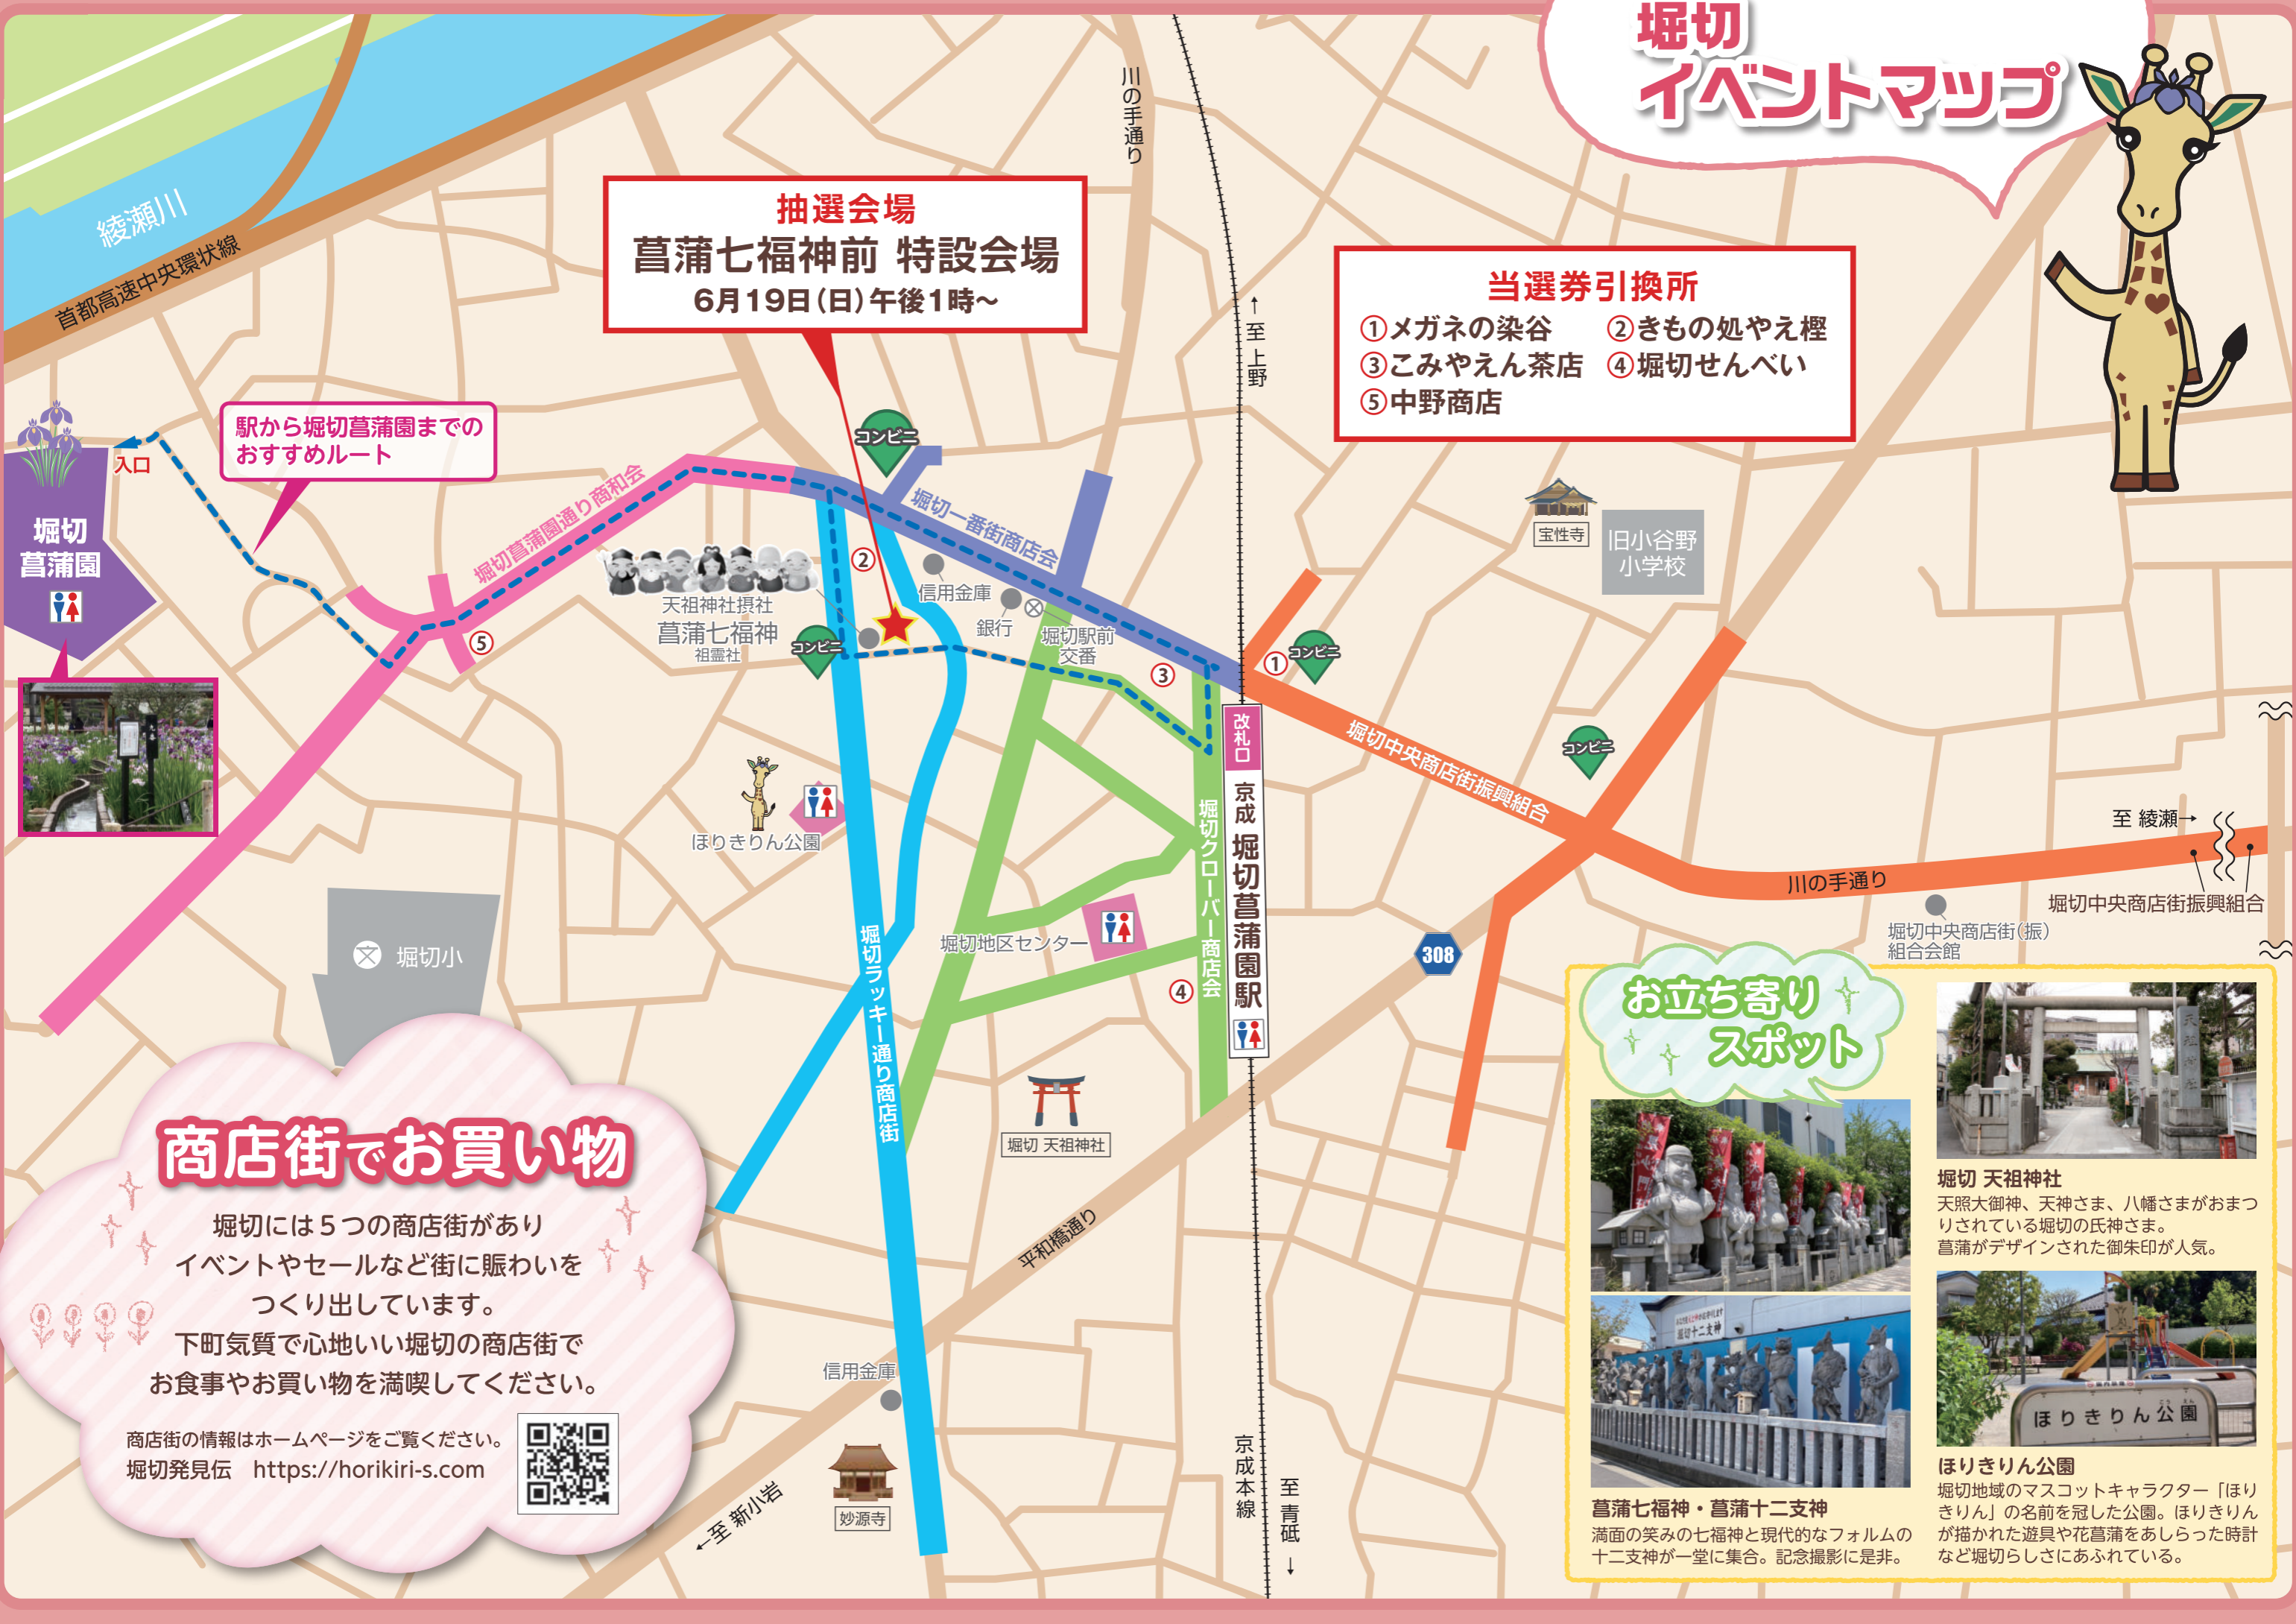 堀切
イベントマップ
川の手通り
綾瀬川
首都高速中央環状線
抽選会場
菖蒲七福神前 特設会場
6月19日(日)午後1時〜
↑至 上野
当選券引換所
①メガネの染谷 ②きもの処やえ樫
③こみやえん茶店 ④堀切せんべい
⑤中野商店
駅から堀切菖蒲園までの
おすすめルート
入口
堀切
菖蒲園
堀切菖蒲園通り商和会
コンビニ
堀切一番街商店会
②
信用金庫
銀行
堀切駅前
交番
天祖神社摂社
菖蒲七福神
祖霊社
コンビニ
⑤
③
①
コンビニ
宝性寺
旧小谷野
小学校
改札口
京成 堀切菖蒲園駅
堀切中央商店街振興組合
コンビニ
ほりきりん公園
堀切クローバー商店会
至 綾瀬→
川の手通り
堀切中央商店街振興組合
堀切中央商店街(振)
組合会館
堀切小
文
堀切地区センター
堀切ラッキー通り商店街
④
308
堀切 天祖神社
平和橋通り
信用金庫
妙源寺
←至 新小岩
京成本線
至 青砥→
商店街でお買い物
堀切には5つの商店街があり
イベントやセールなど街に賑わいを
つくり出しています。
下町気質で心地いい堀切の商店街で
お食事やお買い物を満喫してください。
商店街の情報はホームページをご覧ください。
堀切発見伝 https://horikiri-s.com
お立ち寄り
スポット
天祖神社
堀切十二支神
菖蒲七福神・菖蒲十二支神
満面の笑みの七福神と現代的なフォルムの
十二支神が一堂に集合。記念撮影に是非。
堀切 天祖神社
天照大御神、天神さま、八幡さまがおまつ
りされている堀切の氏神さま。
菖蒲がデザインされた御朱印が人気。
ほりきりん公園
ほりきりん公園
堀切地域のマスコットキャラクター「ほり
きりん」の名前を冠した公園。ほりきりん
が描かれた遊具や花菖蒲をあしらった時計
など堀切らしさにあふれている。